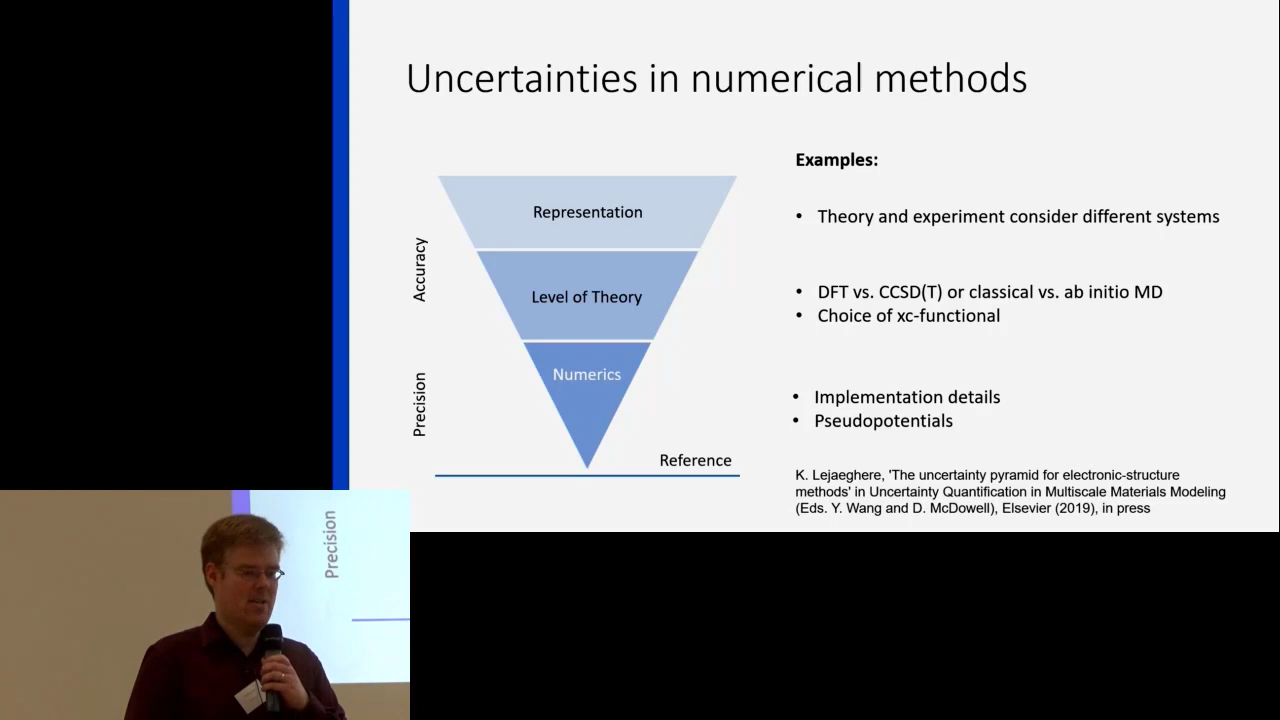 Uncertainties in numerical methods
Examples:
Representation
• Theory and experiment consider different systems
Accuracy
Level of Theory
• DFT vs. CCSD(T) or classical vs. ab initio MD
• Choice of xc-functional
Precision
Numerics
• Implementation details
• Pseudopotentials
Reference
K. Lejaeghere, 'The uncertainty pyramid for electronic-structure
methods' in Uncertainty Quantification in Multiscale Materials Modeling
(Eds. Y. Wang and D. McDowell), Elsevier (2019), in press
Precision